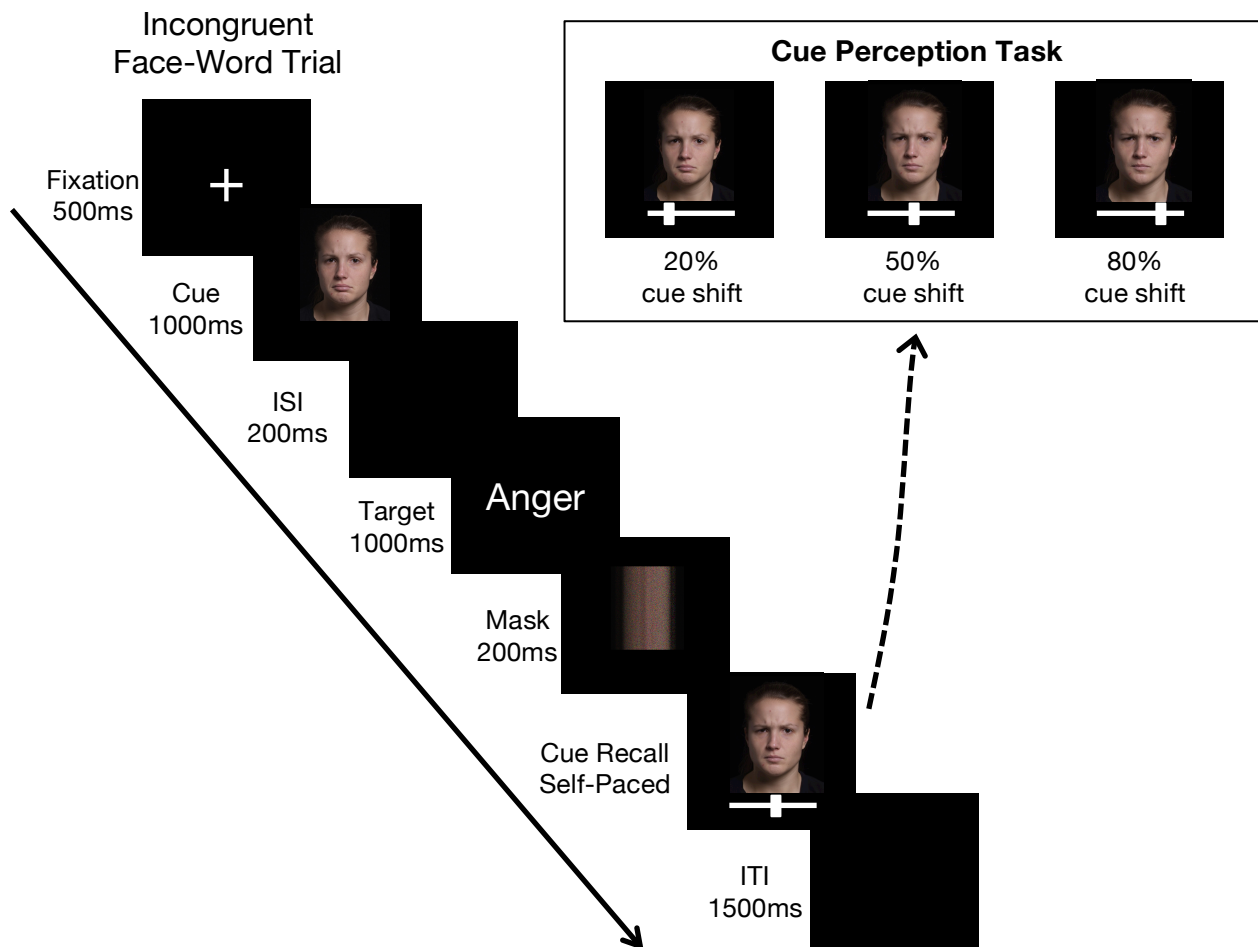 Incongruent
Face-Word Trial
Fixation
500ms
Cue
1000ms
ISI
200ms
Target
1000ms
Anger
Mask
200ms
Cue Recall
Self-Paced
ITI
1500ms
Cue Perception Task
20%
cue shift
50%
cue shift
80%
cue shift